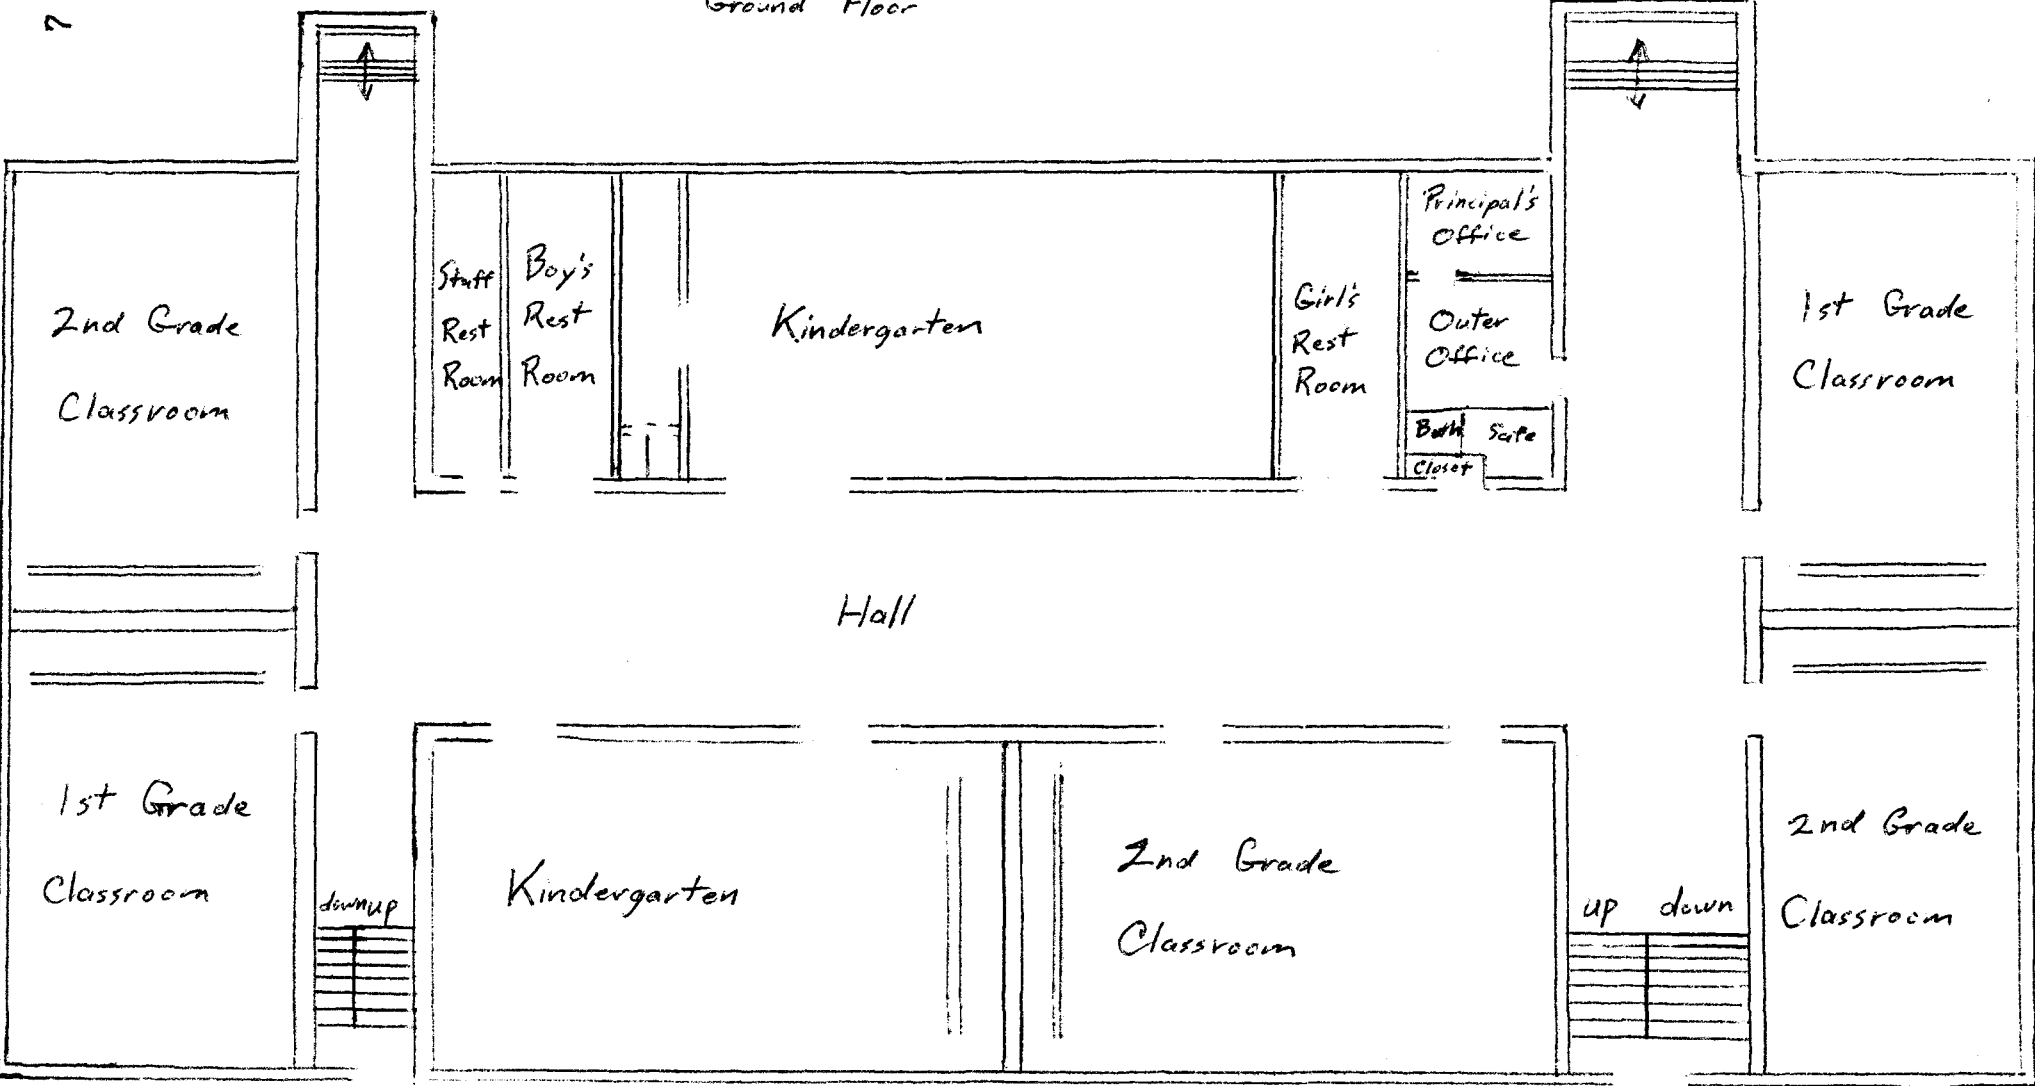 7
Ground Floor
2nd Grade
Classroom
Staff
Rest
Room
Boy's
Rest
Room
Kindergarten
Girl's
Rest
Room
Principal's
Office
Outer
Office
Bath
Safe
Closet
1st Grade
Classroom
Hall
1st Grade
Classroom
down up
Kindergarten
2nd Grade
Classroom
up down
2nd Grade
Classroom